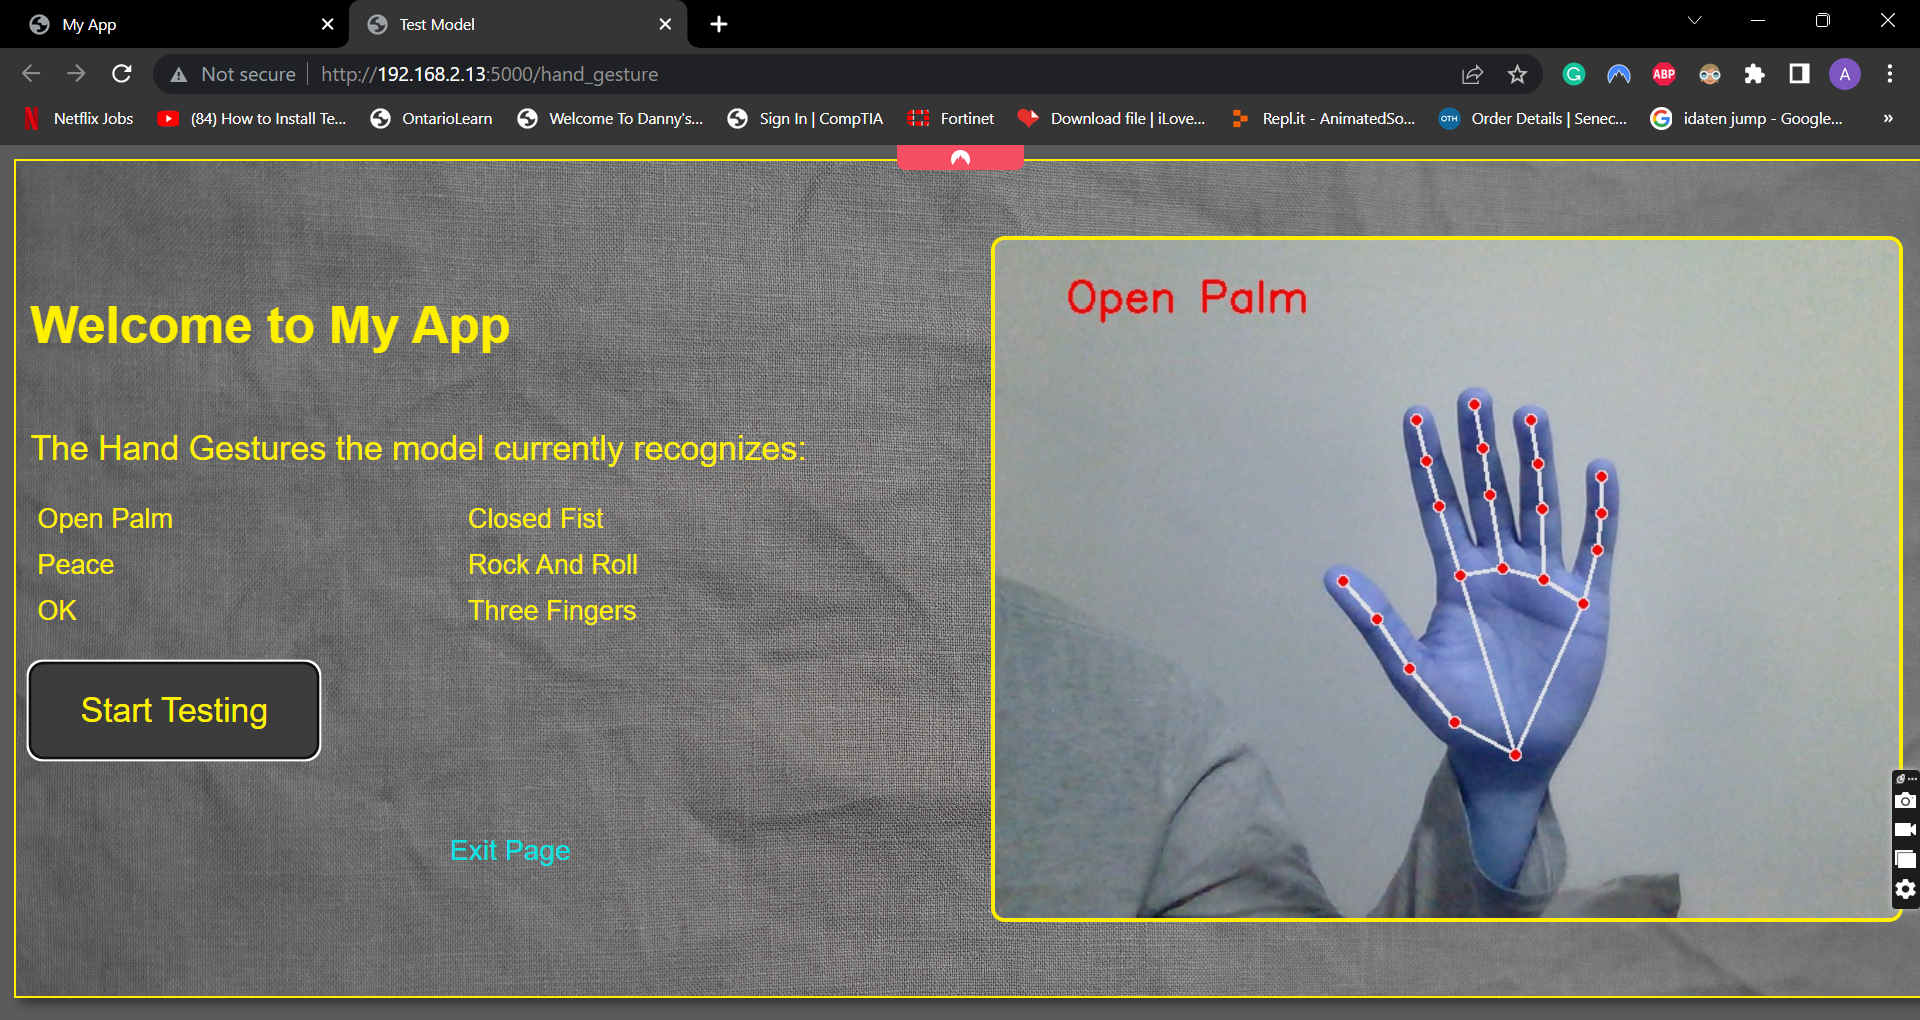 My App
Test Model
Not secure
http://192.168.2.13:5000/hand_gesture
ABP
A
Netflix Jobs
(84) How to Install Te...
OntarioLearn
Welcome To Danny's...
Sign In | CompTIA
Fortinet
Download file | iLove...
Repl.it - AnimatedSo...
OTH
Order Details | Senec...
idaten jump - Google...
»
Open Palm
Welcome to My App
The Hand Gestures the model currently recognizes:
Open Palm
Closed Fist
Peace
Rock And Roll
OK
Three Fingers
Start Testing
Exit Page